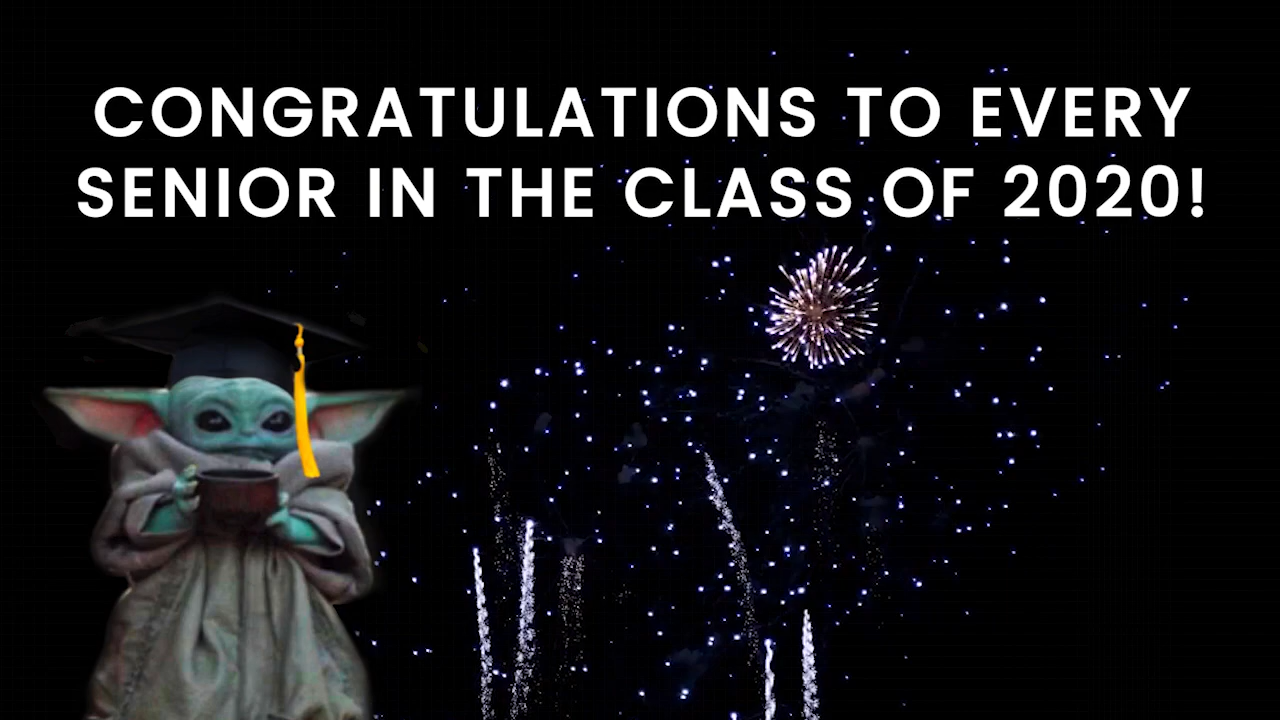 CONGRATULATIONS TO EVERY
SENIOR IN THE CLASS OF 2020!